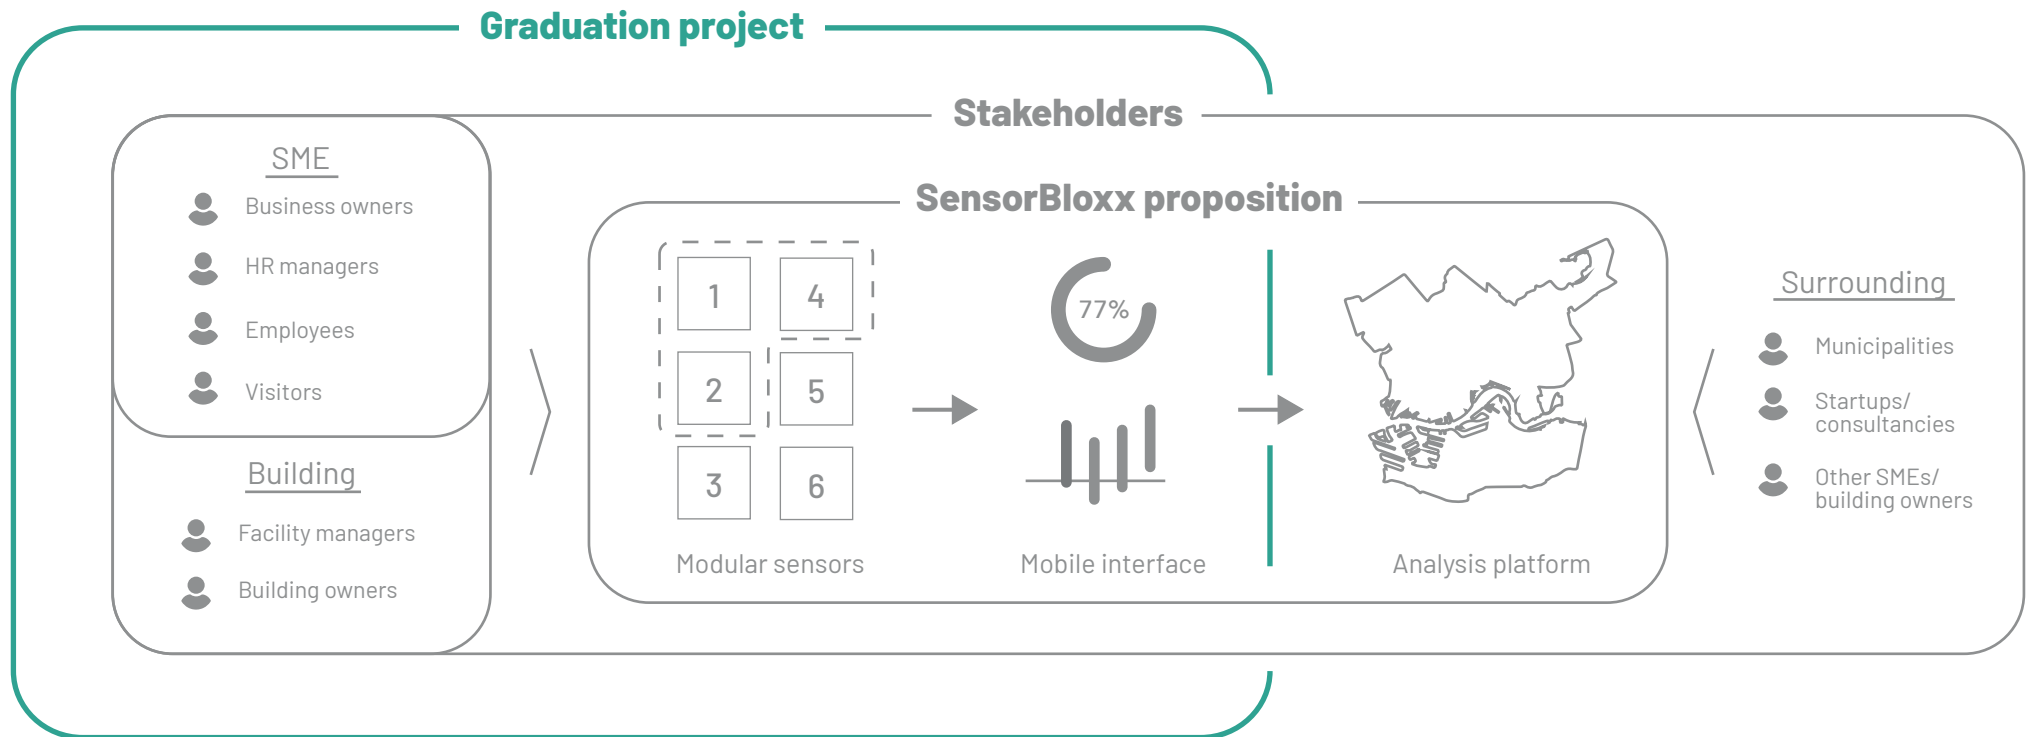 Graduation project
Stakeholders
SensorBloxx proposition
SME
Business owners
HR managers
Employees
Visitors
Building
Facility managers
Building owners
1
4
2
5
3
6
Modular sensors
77%
Mobile interface
Analysis platform
Surrounding
Municipalities
Startups/
consultancies
Other SMEs/
building owners